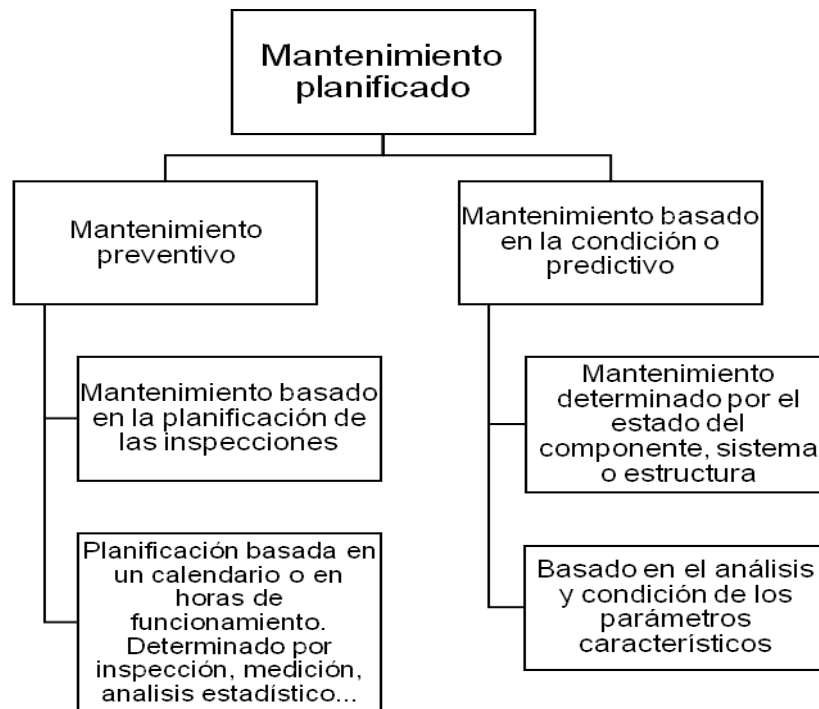 Mantenimiento
planificado
Mantenimiento
preventivo
Mantenimiento basado
en la condición o
predictivo
Mantenimiento basado
en la planificación de
las inspecciones
Mantenimiento
determinado por el
estado del
componente, sistema
o estructura
Planificación basada en
un calendario o en
horas de
funcionamiento.
Determinado por
inspección, medición,
analisis estadístico...
Basado en el análisis
y condición de los
parámetros
característicos